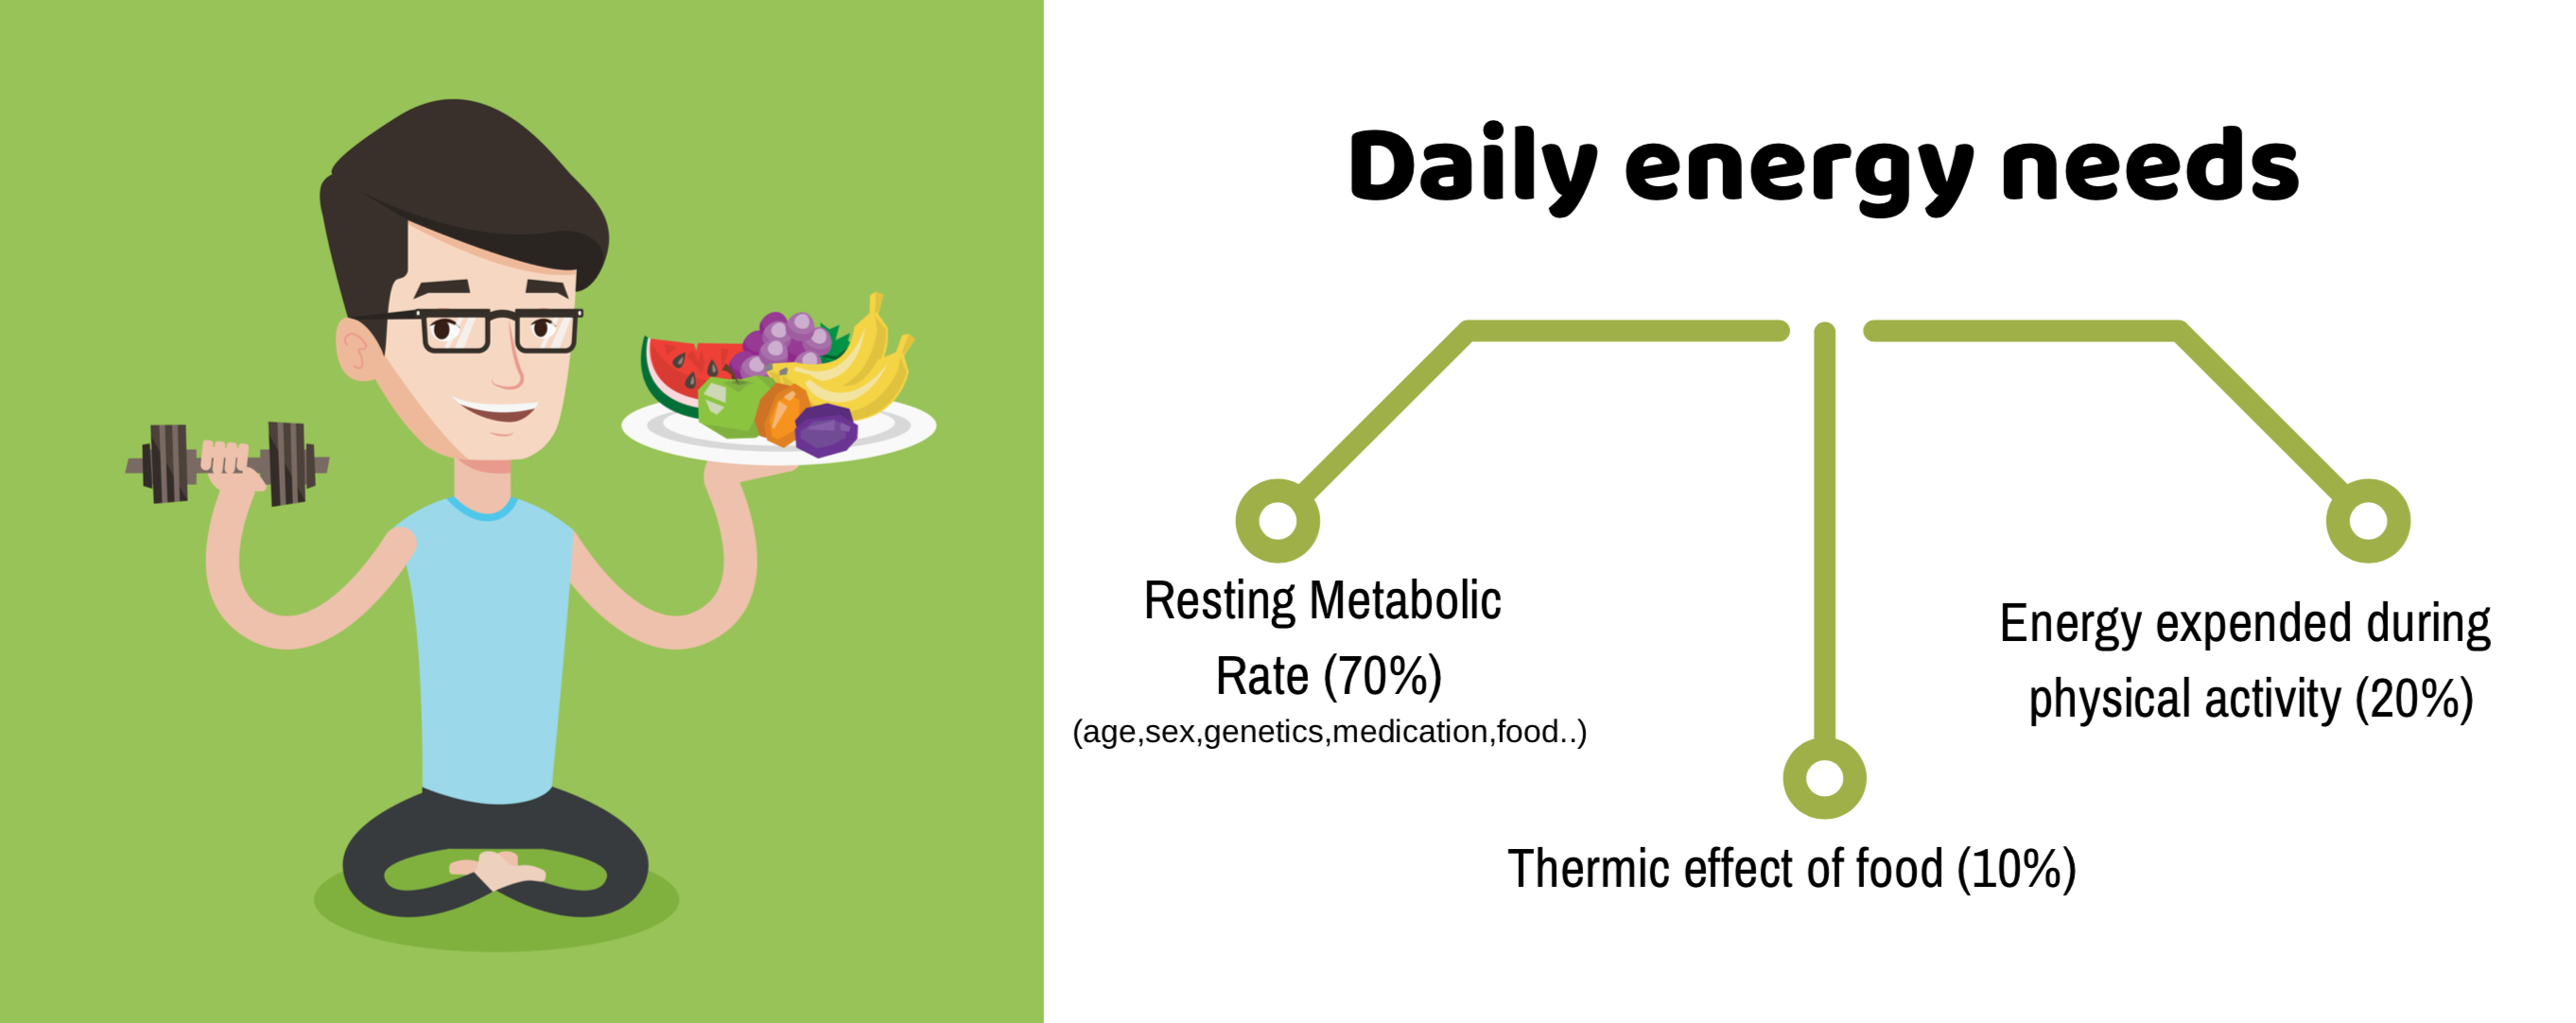 Daily energy needs
Resting Metabolic
Rate (70%)
(age,sex,genetics,medication,food..)
Thermic effect of food (10%)
Energy expended during
physical activity (20%)